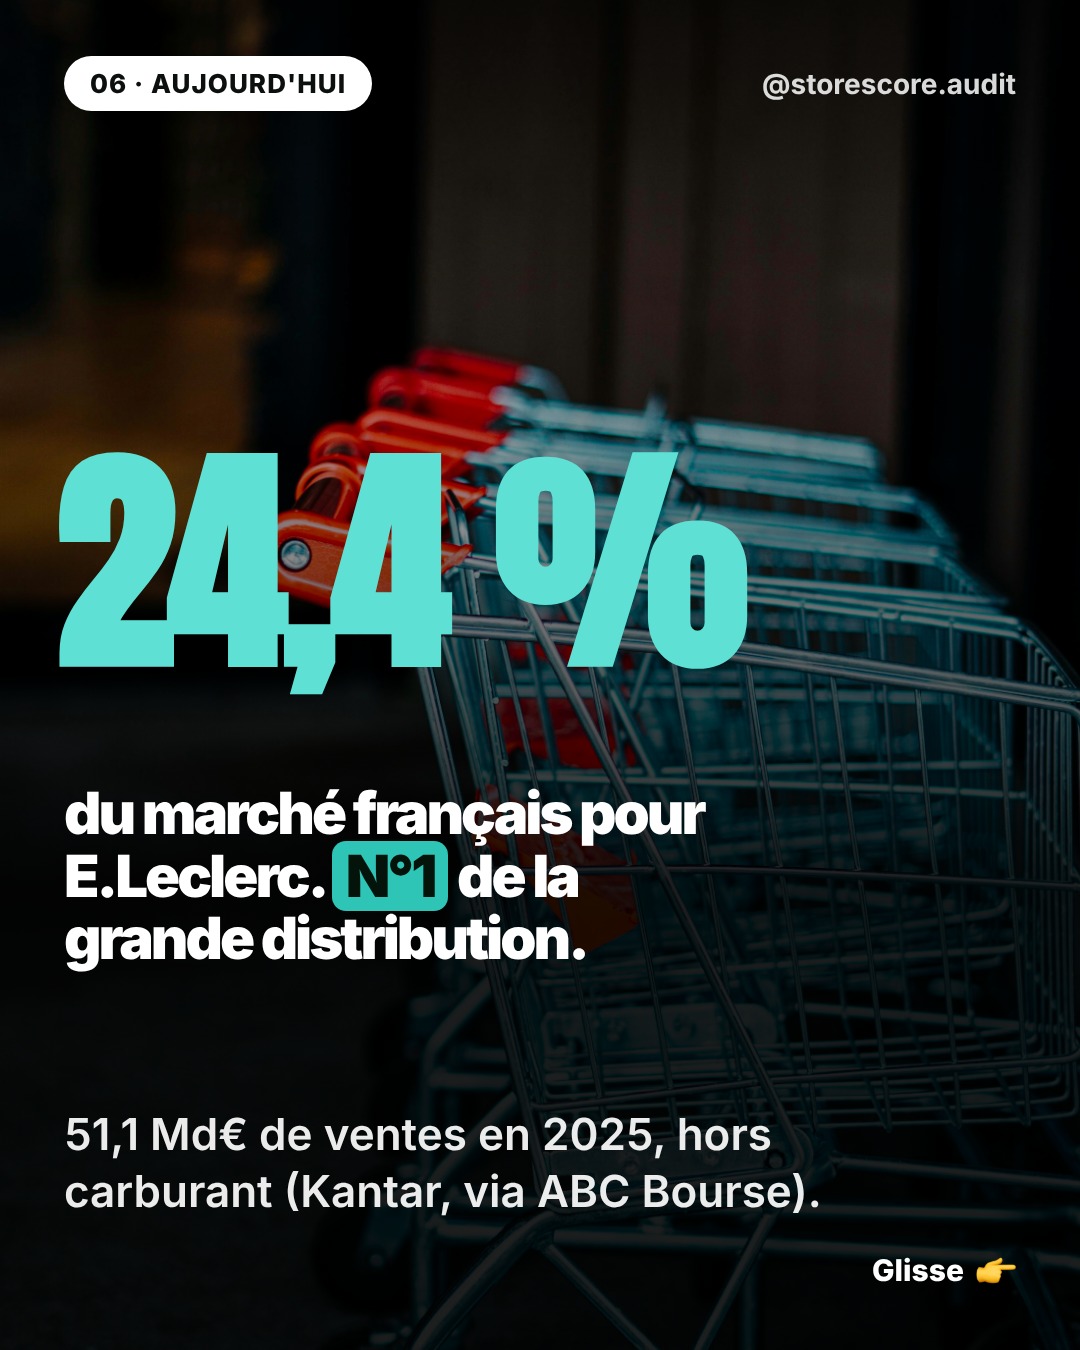 06 · AUJOURD'HUI
@storescore.audit
24,4 %
du marché français pour
E.Leclerc. N°1 de la
grande distribution.
51,1 Md€ de ventes en 2025, hors
carburant (Kantar, via ABC Bourse).
Glisse 👉